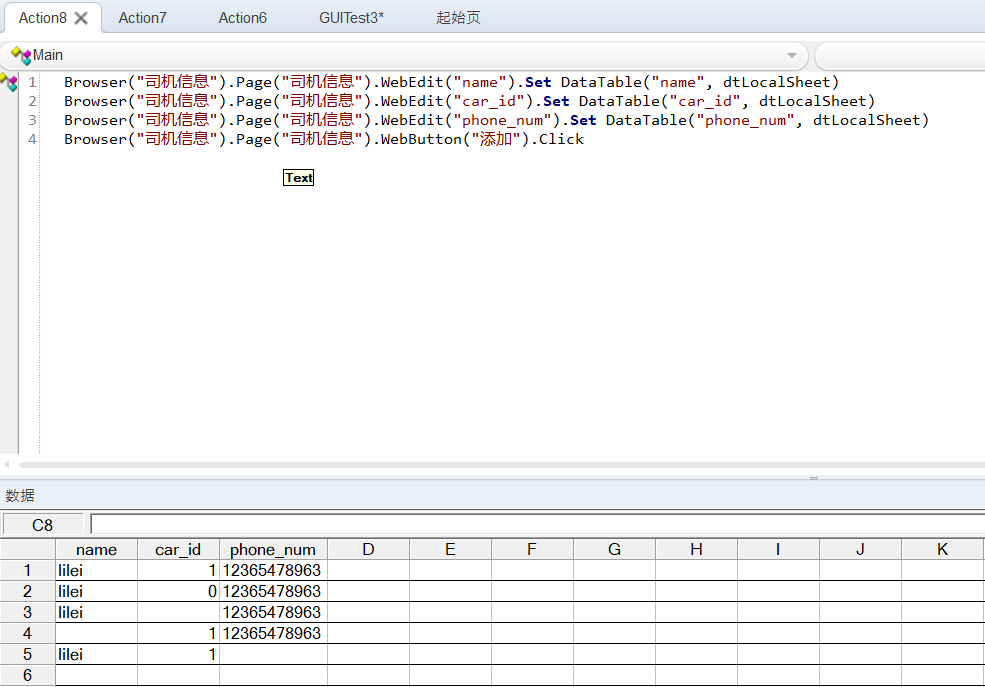 Action8 Action7 Action6 GUITest3* 起始页
Main
1 Browser("司机信息").Page("司机信息").WebEdit("name").Set DataTable("name", dtLocalSheet)
2 Browser("司机信息").Page("司机信息").WebEdit("car_id").Set DataTable("car_id", dtLocalSheet)
3 Browser("司机信息").Page("司机信息").WebEdit("phone_num").Set DataTable("phone_num", dtLocalSheet)
4 Browser("司机信息").Page("司机信息").WebButton("添加").Click
Text
数据
C8
name car_id phone_num D E F G H I J K
1 lilei 1 12365478963
2 lilei 0 12365478963
3 lilei 12365478963
4 1 12365478963
5 lilei 1
6